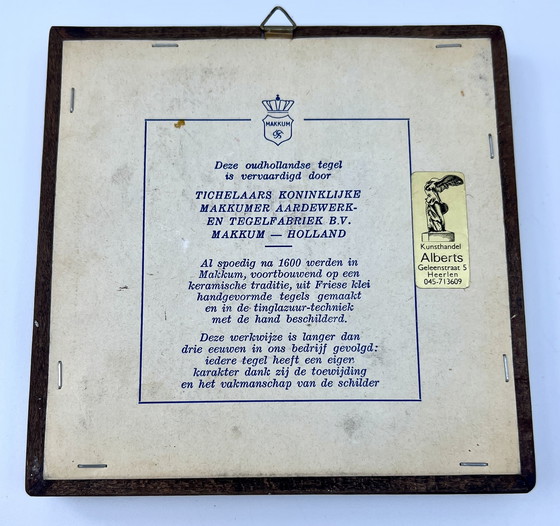 MAKKUM
Deze oudhollandse tegel
is vervaardigd door
TICHELAARS KONINKLIJKE
MAKKUMER AARDEWERK-
EN TEGELFABRIEK B.V.
MAKKUM — HOLLAND
Al spoedig na 1600 werden in
Makkum, voortbouwend op een
keramische traditie, uit Friese klei
handgevormde tegels gemaakt
en in de tinglazuur-techniek
met de hand beschilderd.
Deze werkwijze is langer dan
drie eeuwen in ons bedrijf gevolgd:
iedere tegel heeft een eigen
karakter dank zij de toewijding
en het vakmanschap van de schilder
Kunsthandel
Alberts
Geleenstraat 5
Heerlen
045-713609